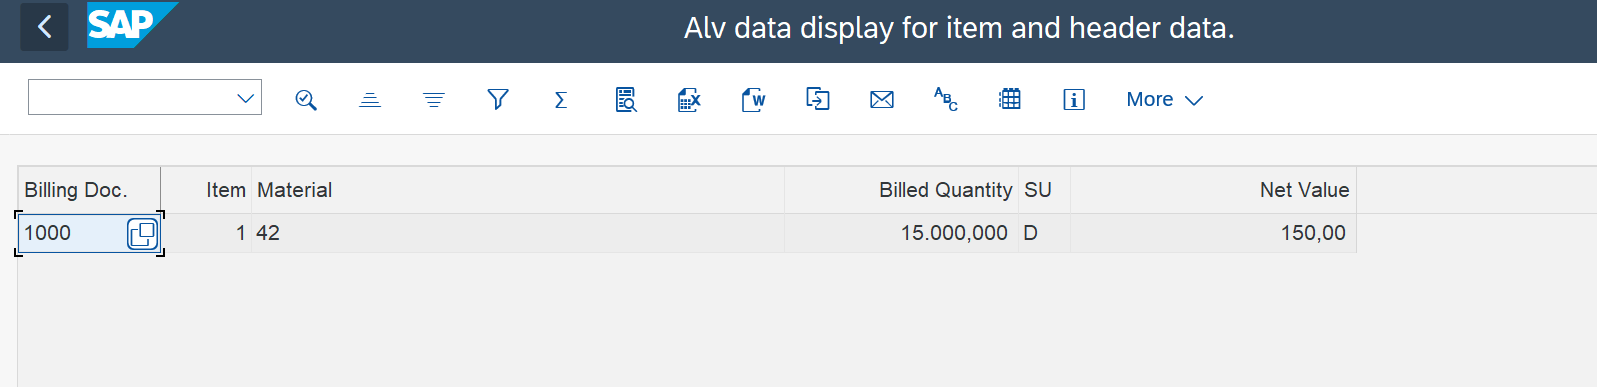 SAP Alv data display for item and header data.
X W ABC i More
Billing Doc. Item Material Billed Quantity SU Net Value
1000 1 42 15.000,000 D 150,00